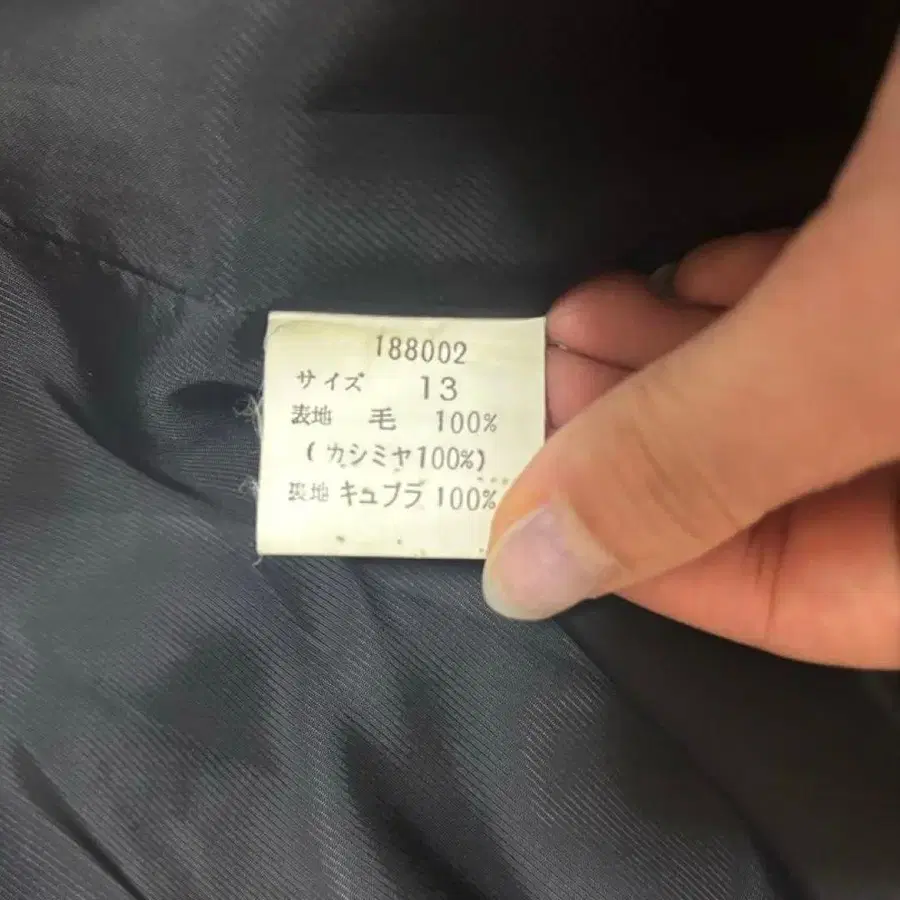 188002
サイズ 13
表地 毛 100%
(カシミヤ100%)
裏地 キュプラ 100%